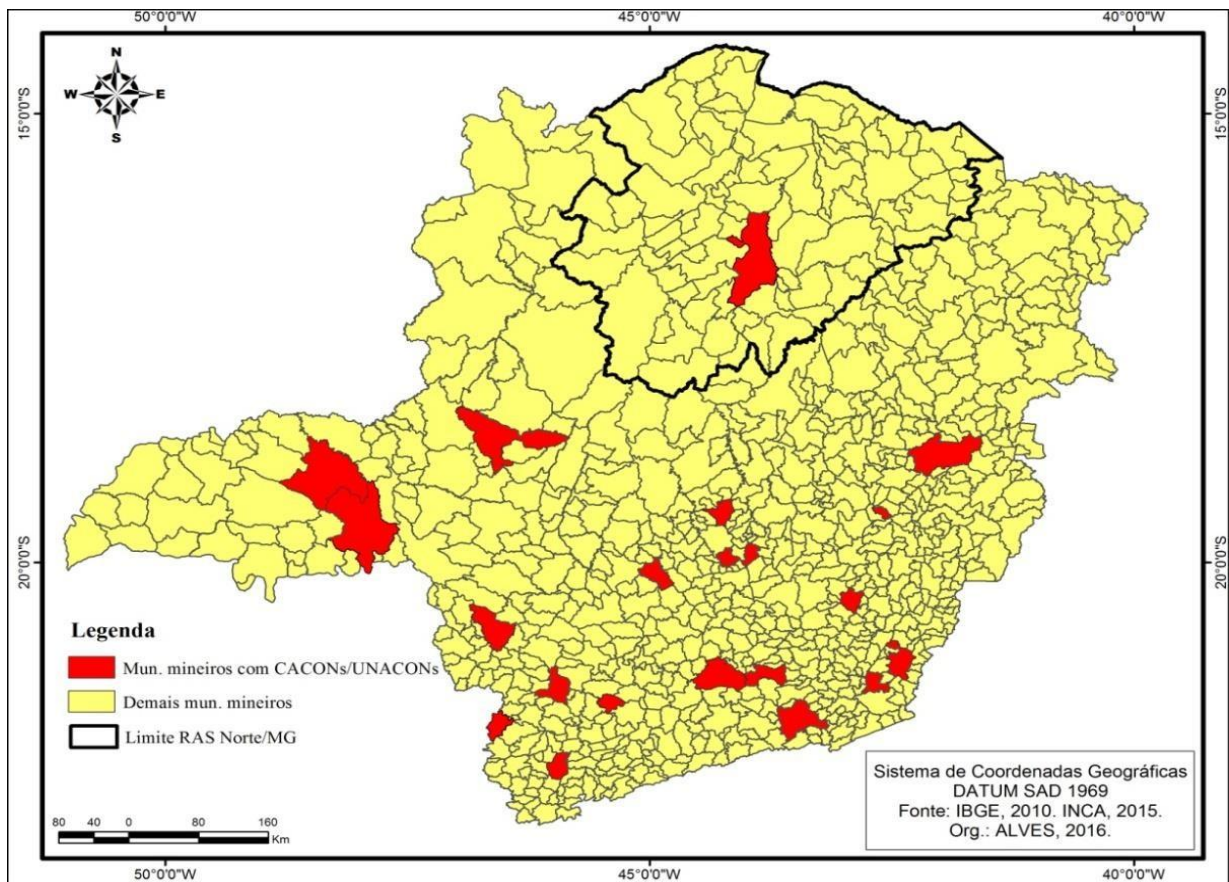 50°0'0"W 45°0'0"W 40°0'0"W
N
W E
S
15°0'0"S 15°0'0"S
20°0'0"S 20°0'0"S
Legenda
Mun. mineiros com CACONs/UNACONs
Demais mun. mineiros
Limite RAS Norte/MG
Sistema de Coordenadas Geográficas
DATUM SAD 1969
Fonte: IBGE, 2010. INCA, 2015.
Org.: ALVES, 2016.
80 40 0 80 160
Km
50°0'0"W 45°0'0"W 40°0'0"W